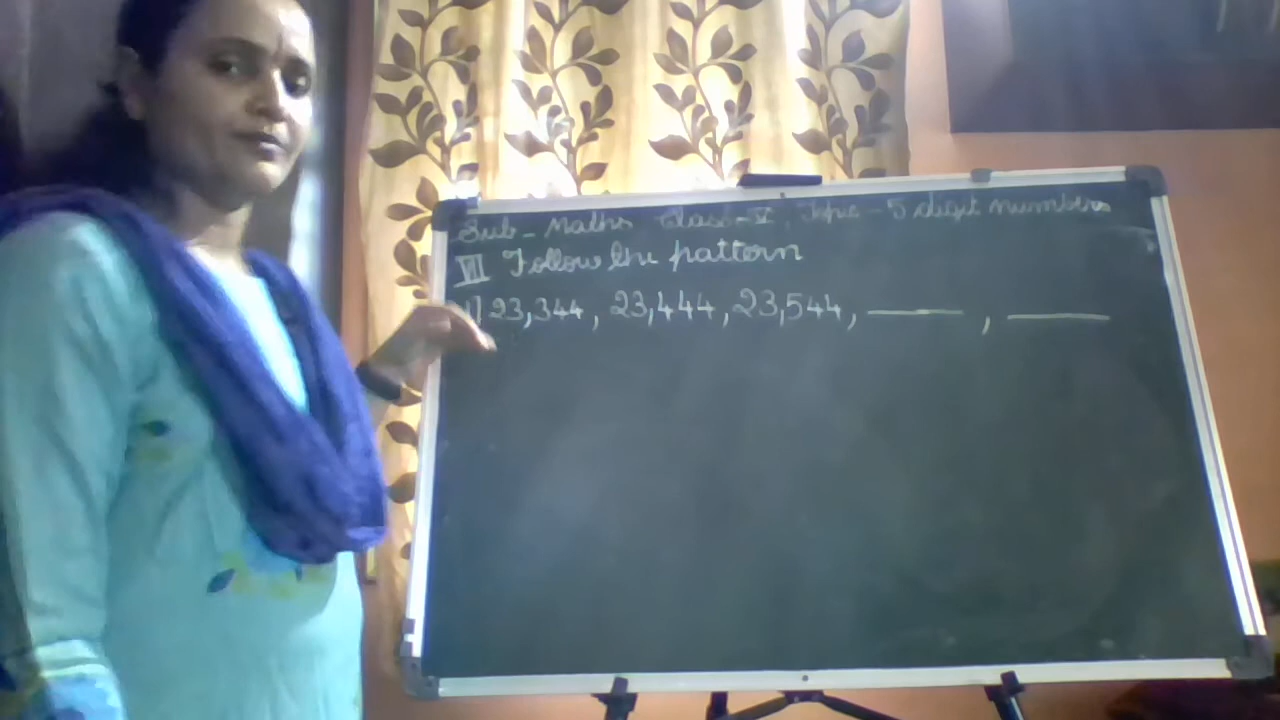 Sub - Maths Class - V, Topic - 5 digit numbers
VII Follow the pattern
1] 23,344, 23,444, 23,544, ______, ______